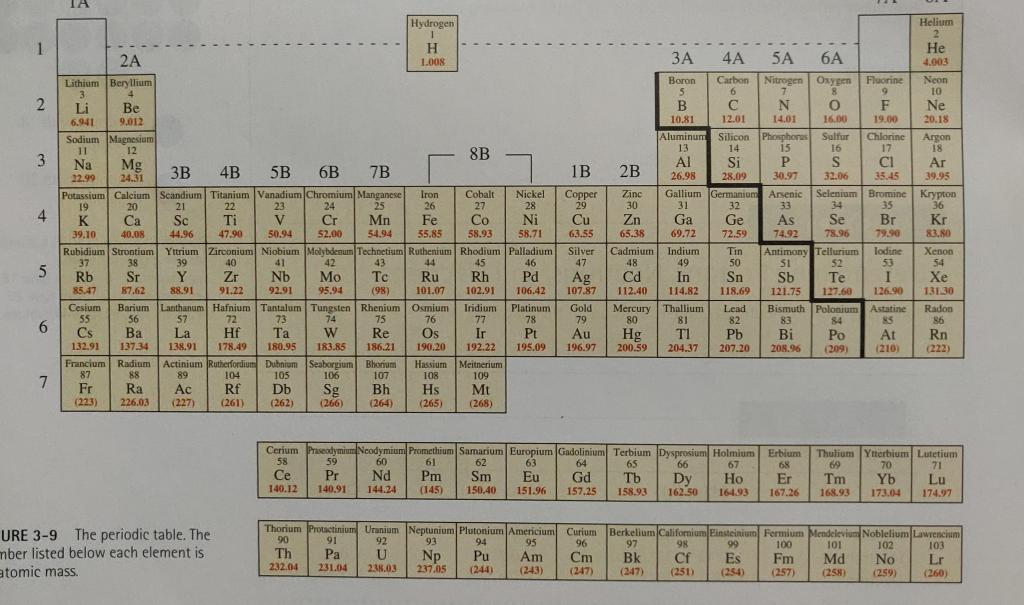 1A
Hydrogen Helium
1 2
1 H He
1.008 4.003
2A 3A 4A 5A 6A
Lithium Beryllium Boron Carbon Nitrogen Oxygen Fluorine Neon
3 4 5 6 7 8 9 10
2 Li Be B C N O F Ne
6.941 9.012 10.81 12.01 14.01 16.00 19.00 20.18
Sodium Magnesium Aluminum Silicon Phosphorus Sulfur Chlorine Argon
11 12 13 14 15 16 17 18
3 Na Mg Al Si P S Cl Ar
22.99 24.31 26.98 28.09 30.97 32.06 35.45 39.95
3B 4B 5B 6B 7B 8B 1B 2B
Potassium Calcium Scandium Titanium Vanadium Chromium Manganese Iron Cobalt Nickel Copper Zinc Gallium Germanium Arsenic Selenium Bromine Krypton
19 20 21 22 23 24 25 26 27 28 29 30 31 32 33 34 35 36
4 K Ca Sc Ti V Cr Mn Fe Co Ni Cu Zn Ga Ge As Se Br Kr
39.10 40.08 44.96 47.90 50.94 52.00 54.94 55.85 58.93 58.71 63.55 65.38 69.72 72.59 74.92 78.96 79.90 83.80
Rubidium Strontium Yttrium Zirconium Niobium Molybdenum Technetium Ruthenium Rhodium Palladium Silver Cadmium Indium Tin Antimony Tellurium Iodine Xenon
37 38 39 40 41 42 43 44 45 46 47 48 49 50 51 52 53 54
5 Rb Sr Y Zr Nb Mo Tc Ru Rh Pd Ag Cd In Sn Sb Te I Xe
85.47 87.62 88.91 91.22 92.91 95.94 (98) 101.07 102.91 106.42 107.87 112.40 114.82 118.69 121.75 127.60 126.90 131.30
Cesium Barium Lanthanum Hafnium Tantalum Tungsten Rhenium Osmium Iridium Platinum Gold Mercury Thallium Lead Bismuth Polonium Astatine Radon
55 56 57 72 73 74 75 76 77 78 79 80 81 82 83 84 85 86
6 Cs Ba La Hf Ta W Re Os Ir Pt Au Hg Tl Pb Bi Po At Rn
132.91 137.34 138.91 178.49 180.95 183.85 186.21 190.20 192.22 195.09 196.97 200.59 204.37 207.20 208.96 (209) (210) (222)
Francium Radium Actinium Rutherfordium Dubnium Seaborgium Bhorium Hassium Meitnerium
87 88 89 104 105 106 107 108 109
7 Fr Ra Ac Rf Db Sg Bh Hs Mt
(223) 226.03 (227) (261) (262) (266) (264) (265) (268)
Cerium Praseodymium Neodymium Promethium Samarium Europium Gadolinium Terbium Dysprosium Holmium Erbium Thulium Ytterbium Lutetium
58 59 60 61 62 63 64 65 66 67 68 69 70 71
Ce Pr Nd Pm Sm Eu Gd Tb Dy Ho Er Tm Yb Lu
140.12 140.91 144.24 (145) 150.40 151.96 157.25 158.93 162.50 164.93 167.26 168.93 173.04 174.97
Thorium Protactinium Uranium Neptunium Plutonium Americium Curium Berkelium Californium Einsteinium Fermium Mendelevium Noblelium Lawrencium
90 91 92 93 94 95 96 97 98 99 100 101 102 103
Th Pa U Np Pu Am Cm Bk Cf Es Fm Md No Lr
232.04 231.04 238.03 237.05 (244) (243) (247) (247) (251) (254) (257) (258) (259) (260)
URE 3–9 The periodic table. The
mber listed below each element is
atomic mass.